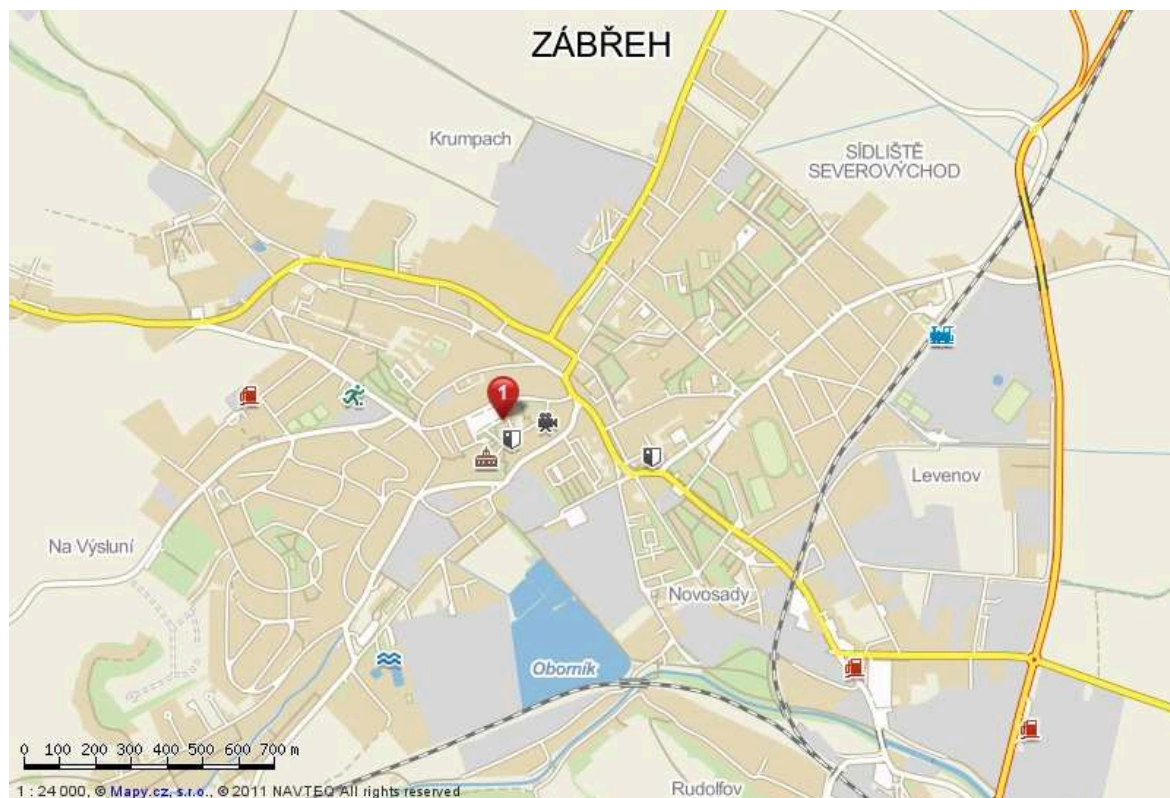 ZÁBŘEH
Krumpach
SÍDLIŠTĚ
SEVEROVÝCHOD
1
Levenov
Na Výsluní
Novosady
Oborník
0 100 200 300 400 500 600 700 m
Rudolfov
1 : 24 000, © Mapy.cz, s.r.o., © 2011 NAVTEQ All rights reserved